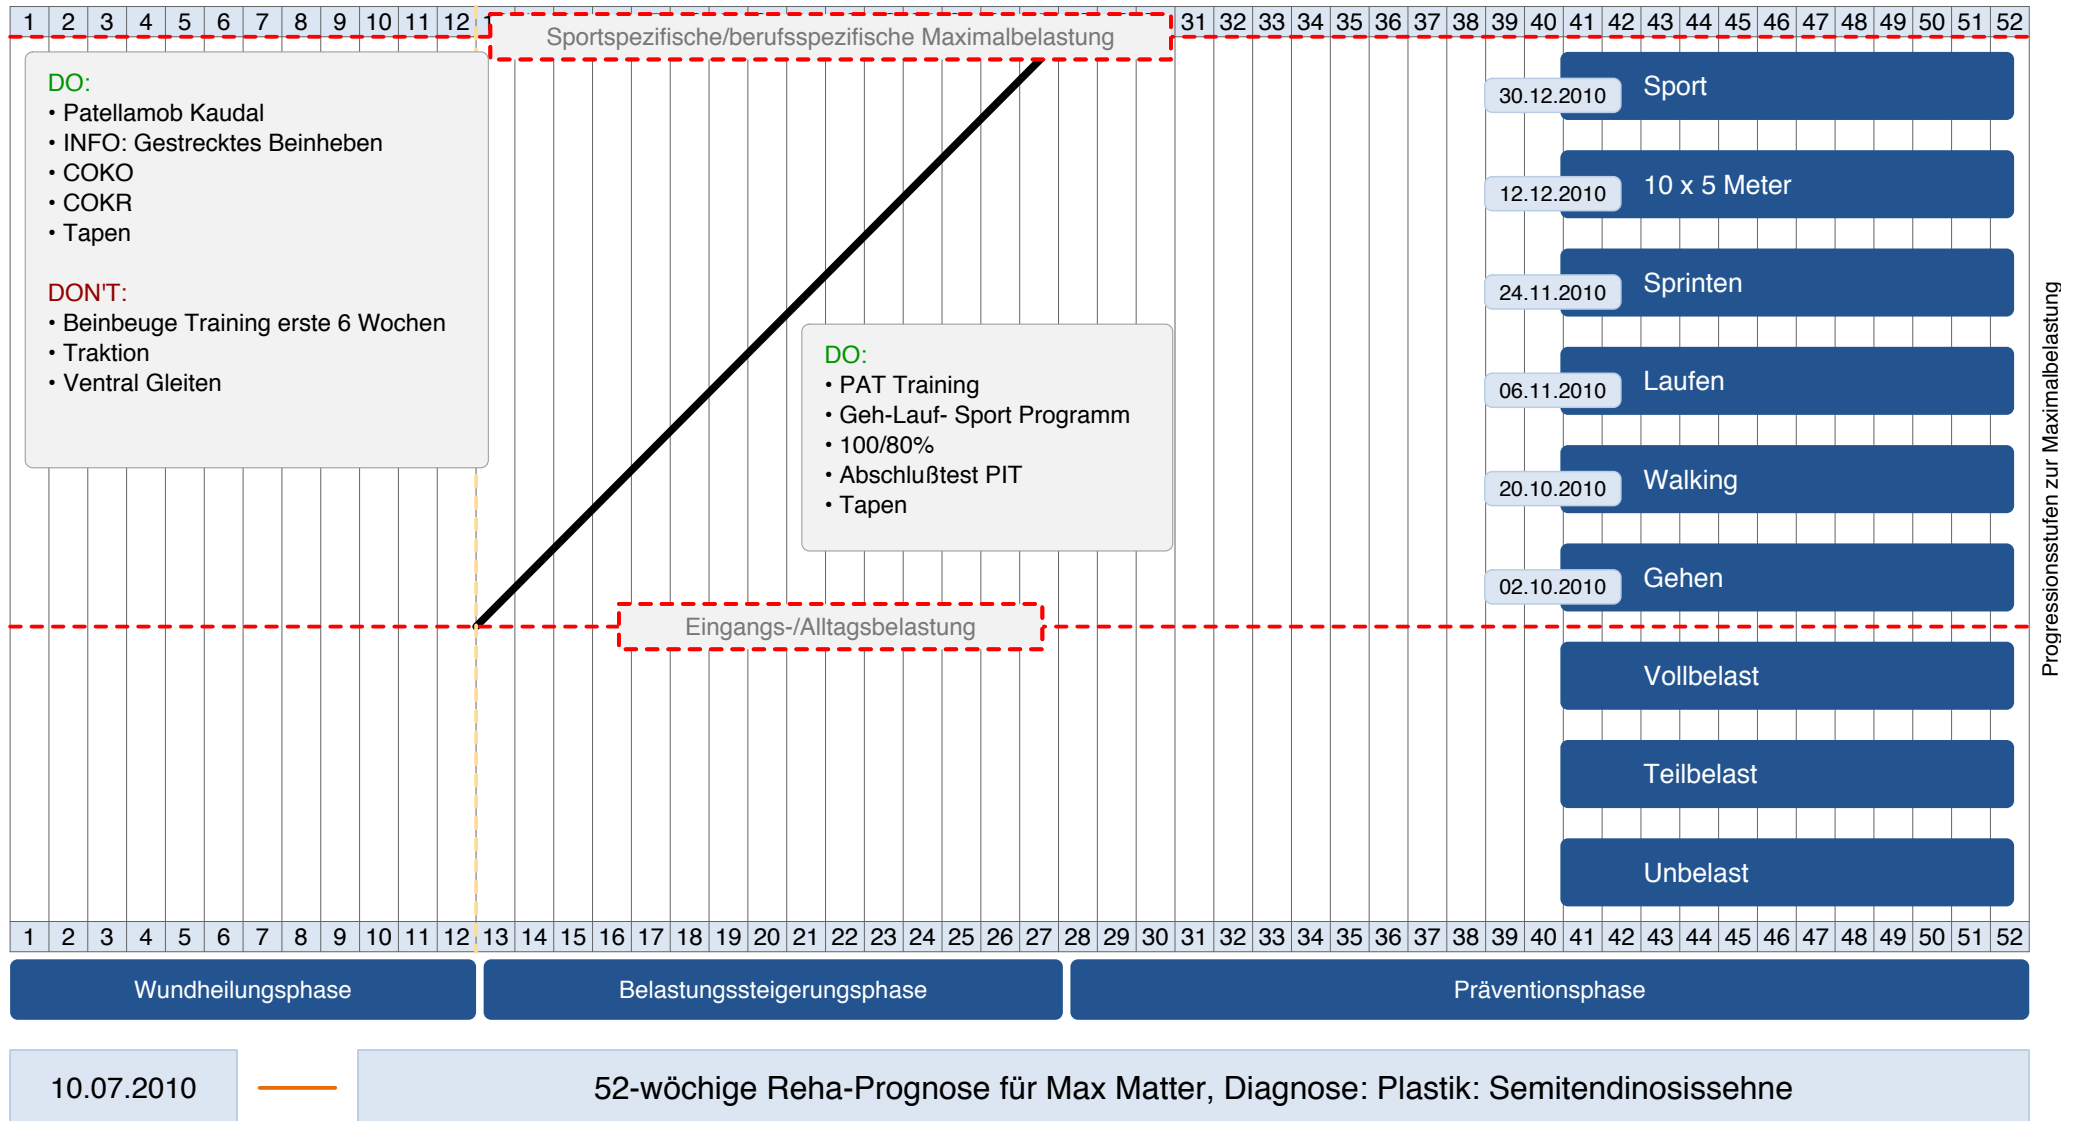 1 2 3 4 5 6 7 8 9 10 11 12 1 31 32 33 34 35 36 37 38 39 40 41 42 43 44 45 46 47 48 49 50 51 52
Sportspezifische/berufsspezifische Maximalbelastung
DO:
• Patellamob Kaudal
• INFO: Gestrecktes Beinheben
• COKO
• COKR
• Tapen
DON'T:
• Beinbeuge Training erste 6 Wochen
• Traktion
• Ventral Gleiten
DO:
• PAT Training
• Geh-Lauf- Sport Programm
• 100/80%
• Abschlußtest PIT
• Tapen
Eingangs-/Alltagsbelastung
30.12.2010 Sport
12.12.2010 10 x 5 Meter
24.11.2010 Sprinten
06.11.2010 Laufen
20.10.2010 Walking
02.10.2010 Gehen
Vollbelast
Teilbelast
Unbelast
Progressionsstufen zur Maximalbelastung
1 2 3 4 5 6 7 8 9 10 11 12 13 14 15 16 17 18 19 20 21 22 23 24 25 26 27 28 29 30 31 32 33 34 35 36 37 38 39 40 41 42 43 44 45 46 47 48 49 50 51 52
Wundheilungsphase Belastungssteigerungsphase Präventionsphase
10.07.2010 52-wöchige Reha-Prognose für Max Matter, Diagnose: Plastik: Semitendinosissehne